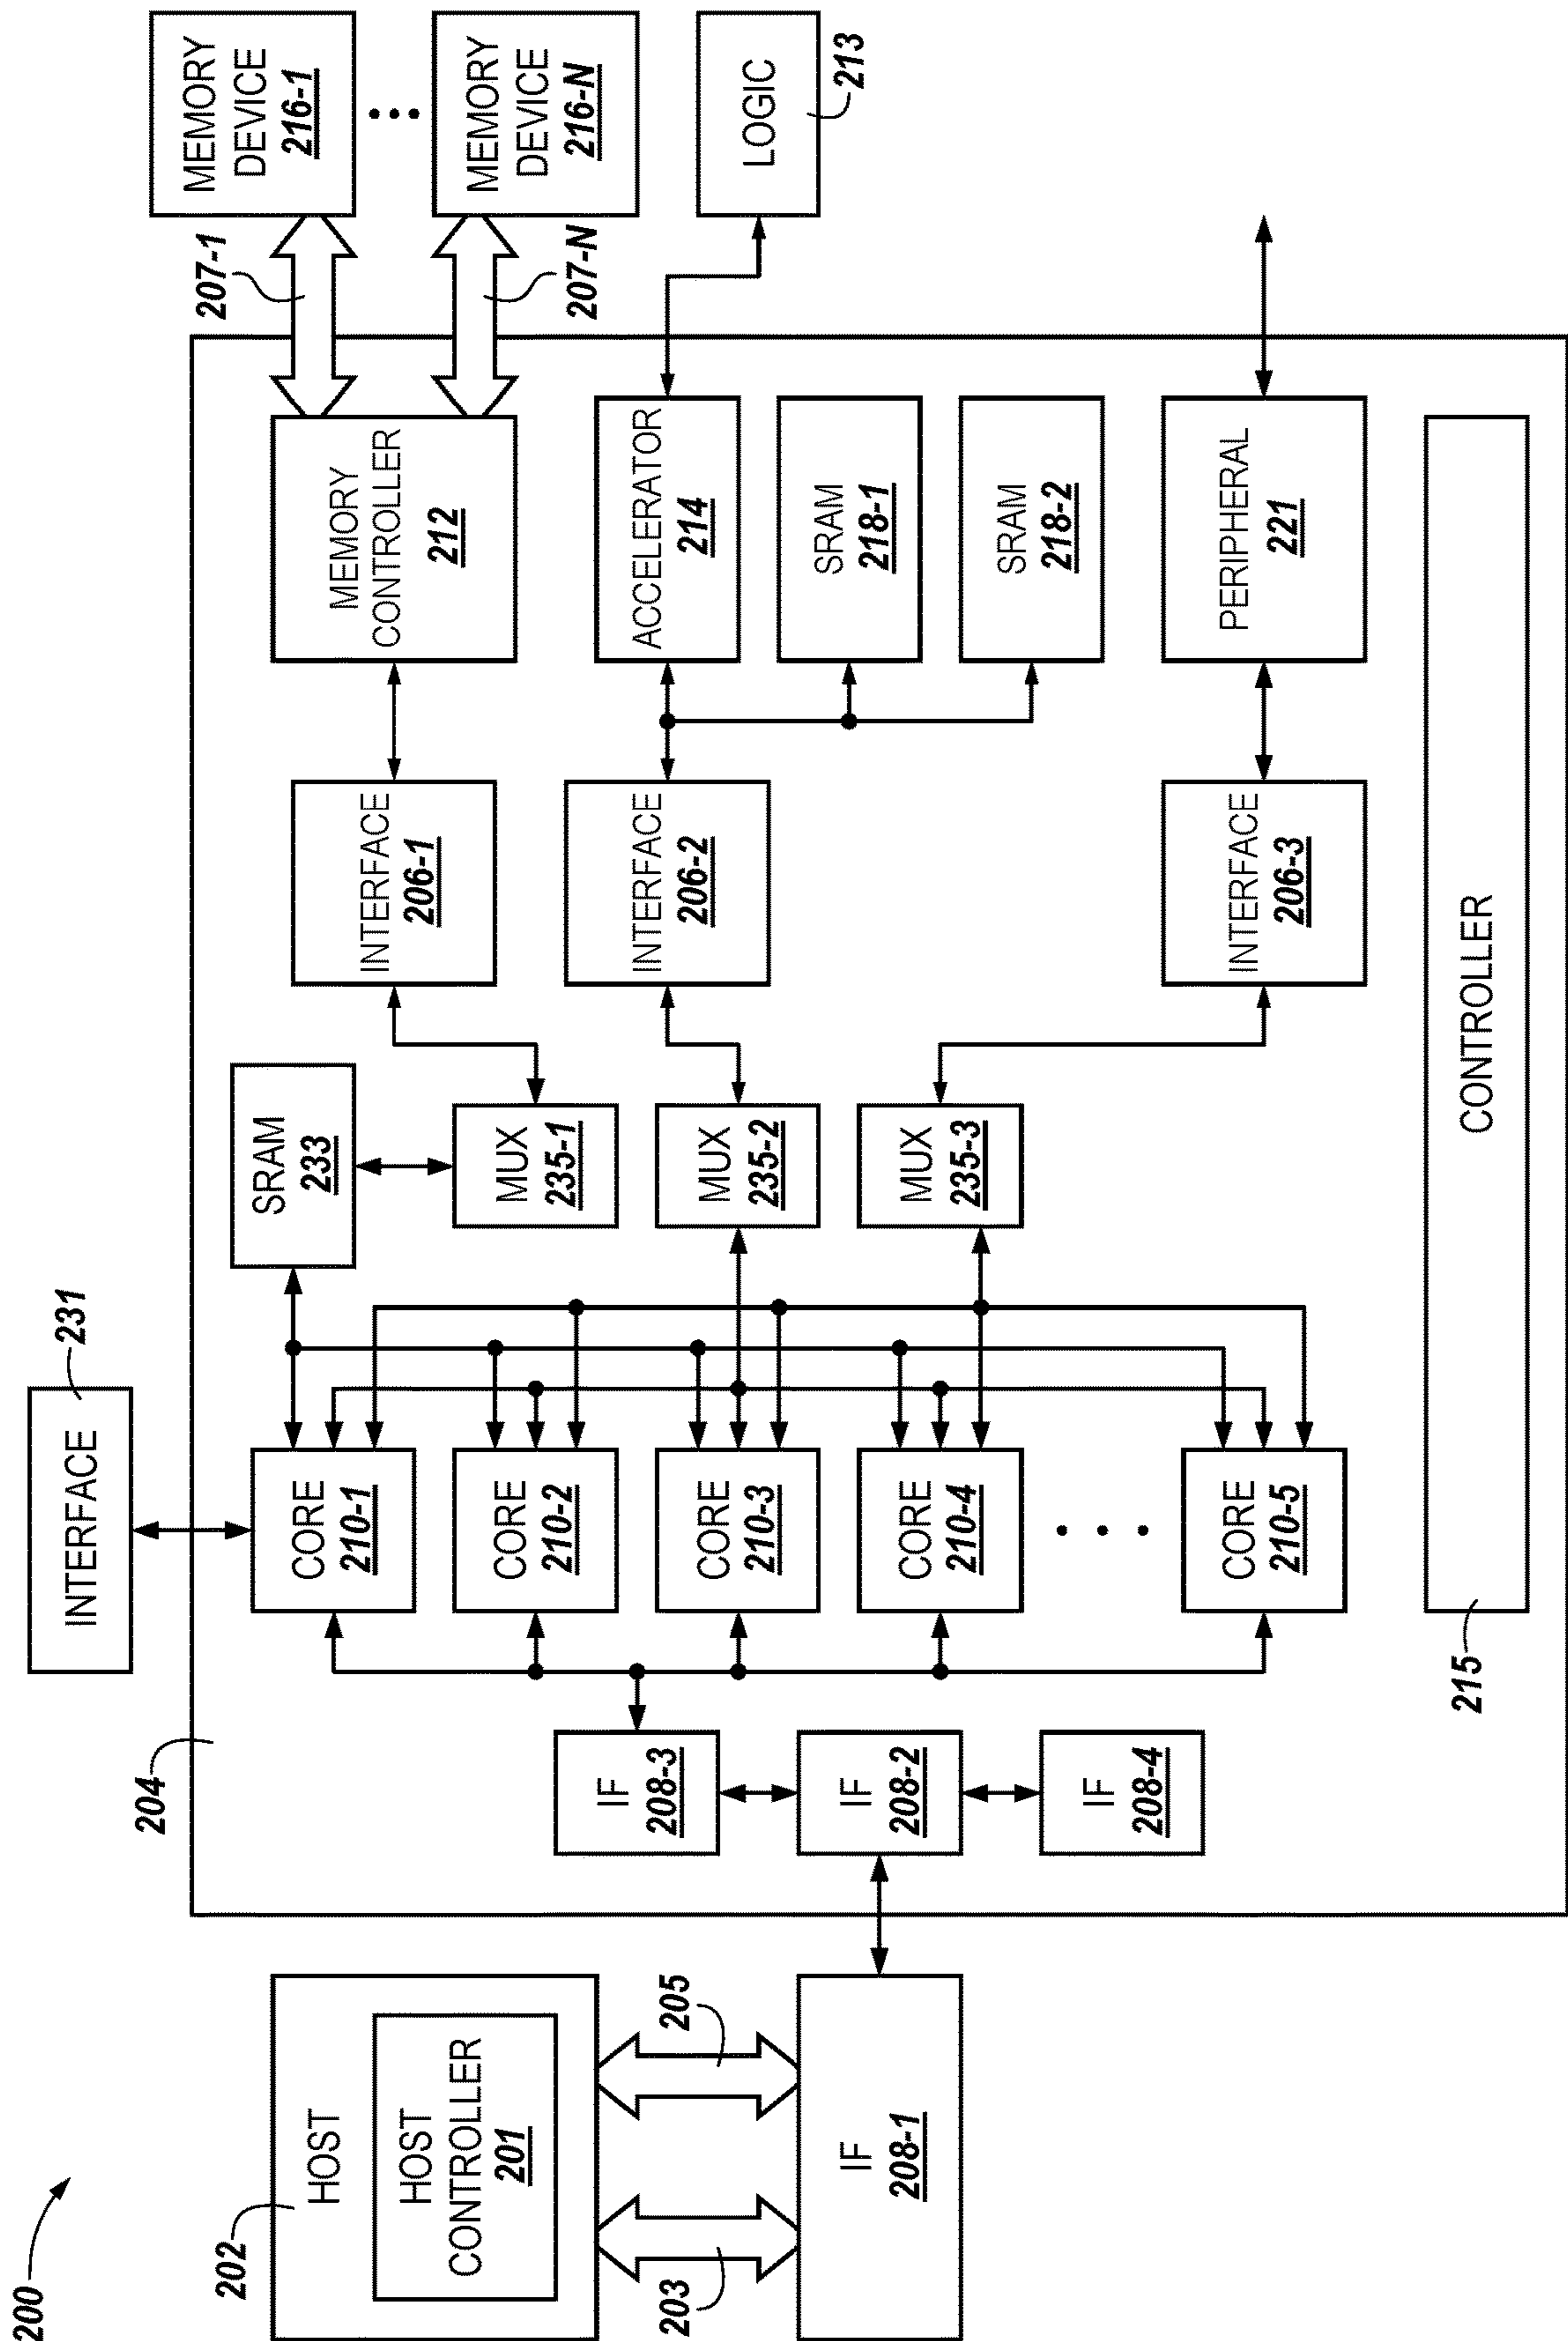 200
202
HOST
HOST
CONTROLLER
201
203
205
IF
208-1
204
IF
208-3
IF
208-2
IF
208-4
INTERFACE
231
CORE
210-1
CORE
210-2
CORE
210-3
CORE
210-4
CORE
210-5
SRAM
233
MUX
235-1
MUX
235-2
MUX
235-3
INTERFACE
206-1
INTERFACE
206-2
INTERFACE
206-3
MEMORY
CONTROLLER
212
ACCELERATOR
214
SRAM
218-1
SRAM
218-2
PERIPHERAL
221
CONTROLLER
215
207-1
207-N
MEMORY
DEVICE
216-1
MEMORY
DEVICE
216-N
LOGIC
213